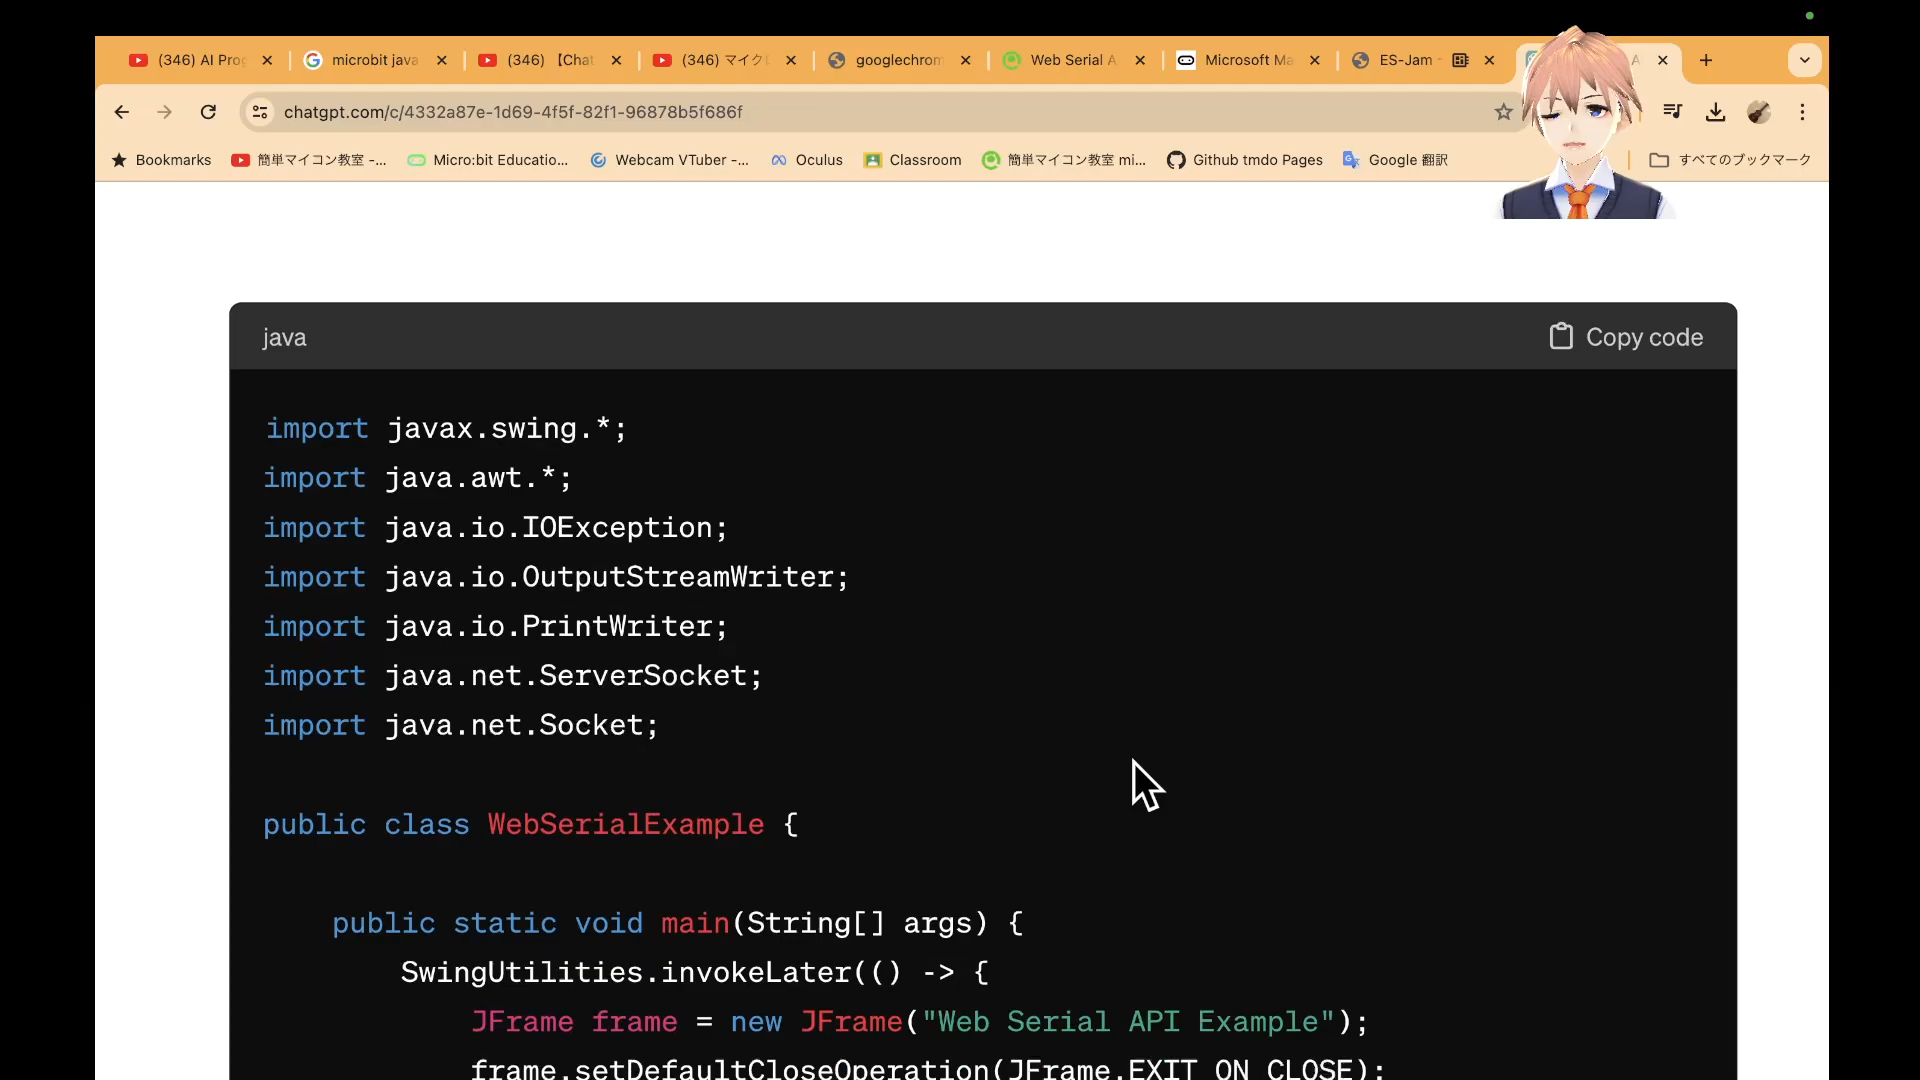 (346) AI Pro
microbit java
(346) 【Chat
(346) マイク
googlechrom
Web Serial A
Microsoft Ma
ES-Jam -
chatgpt.com/c/4332a87e-1d69-4f5f-82f1-96878b5f686f
Bookmarks
簡単マイコン教室 -...
Micro:bit Educatio...
Webcam VTuber -...
Oculus
Classroom
簡単マイコン教室 mi...
Github tmdo Pages
Google 翻訳
すべてのブックマーク
java
Copy code
import javax.swing.*;
import java.awt.*;
import java.io.IOException;
import java.io.OutputStreamWriter;
import java.io.PrintWriter;
import java.net.ServerSocket;
import java.net.Socket;
public class WebSerialExample {
public static void main(String[] args) {
SwingUtilities.invokeLater(() -> {
JFrame frame = new JFrame("Web Serial API Example");
frame.setDefaultCloseOperation(JFrame.EXIT_ON_CLOSE);